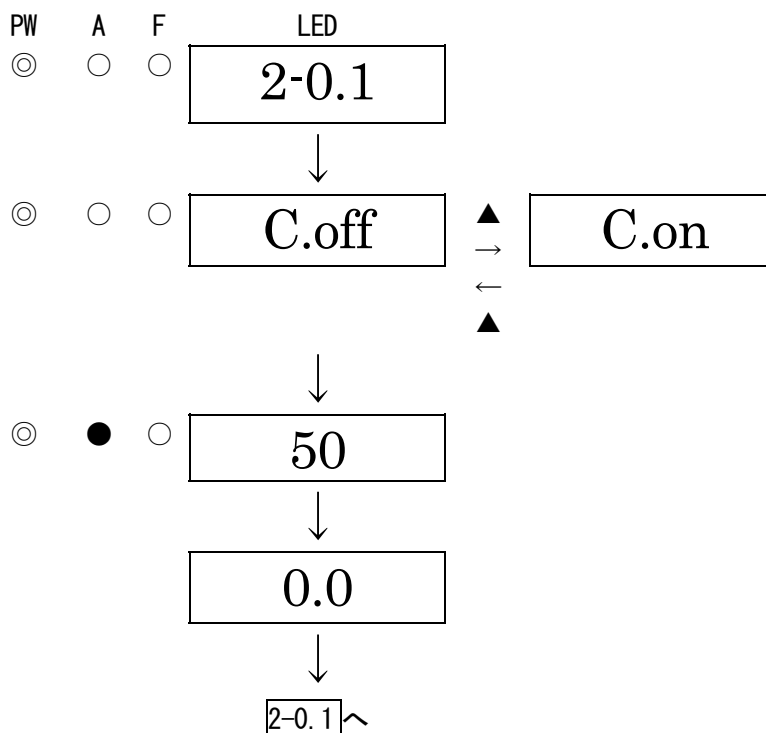 PW A F LED
◎ ○ ○ 2-0.1
↓
◎ ○ ○ C.off ▲ C.on
→
←
▲
↓
◎ ● ○ 50
↓
0.0
↓
2-0.1へ